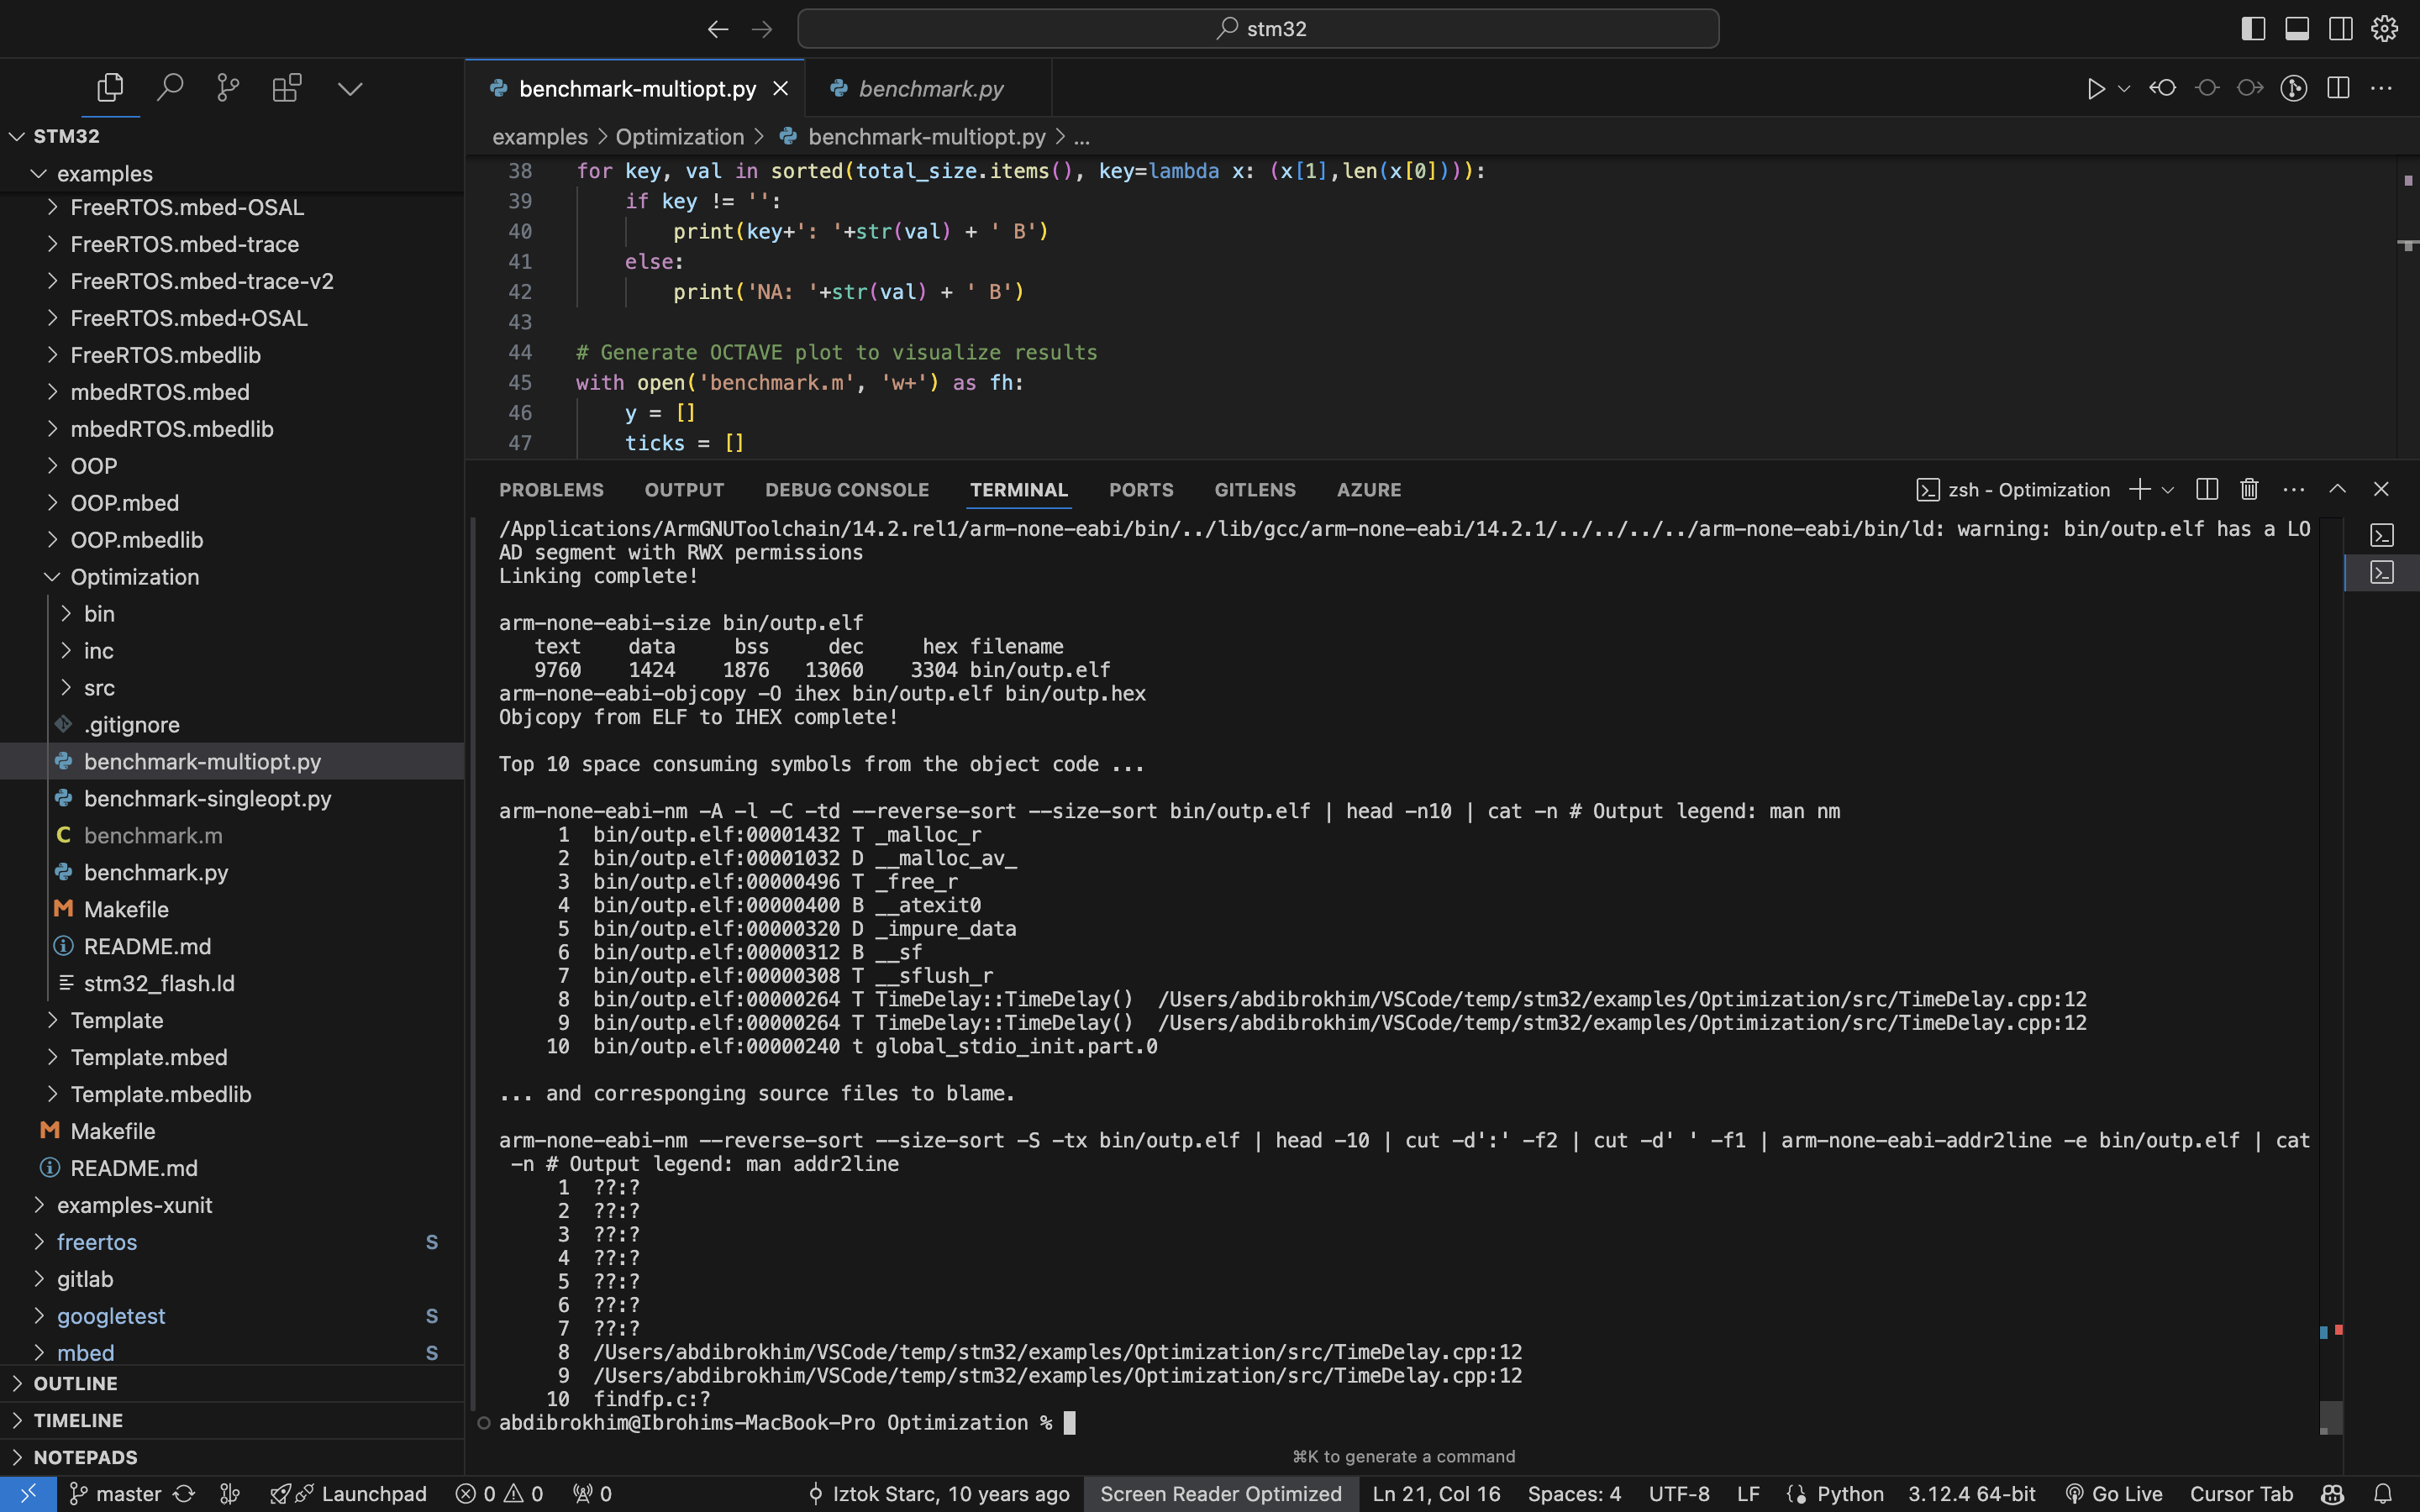 stm32
benchmark-multiopt.py
benchmark.py
STM32
examples
FreeRTOS.mbed-OSAL
FreeRTOS.mbed-trace
FreeRTOS.mbed-trace-v2
FreeRTOS.mbed+OSAL
FreeRTOS.mbedlib
mbedRTOS.mbed
mbedRTOS.mbedlib
OOP
OOP.mbed
OOP.mbedlib
Optimization
bin
inc
src
.gitignore
benchmark-multiopt.py
benchmark-singleopt.py
C benchmark.m
benchmark.py
M Makefile
README.md
stm32_flash.ld
Template
Template.mbed
Template.mbedlib
M Makefile
README.md
examples-xunit
freertos S
gitlab
googletest S
mbed S
OUTLINE
TIMELINE
NOTEPADS
examples > Optimization > benchmark-multiopt.py > ...
38 for key, val in sorted(total_size.items(), key=lambda x: (x[1],len(x[0]))):
39 if key != '':
40 print(key+': '+str(val) + ' B')
41 else:
42 print('NA: '+str(val) + ' B')
43
44 # Generate OCTAVE plot to visualize results
45 with open('benchmark.m', 'w+') as fh:
46 y = []
47 ticks = []
PROBLEMS OUTPUT DEBUG CONSOLE TERMINAL PORTS GITLENS AZURE
zsh - Optimization
/Applications/ArmGNUToolchain/14.2.rel1/arm-none-eabi/bin/../lib/gcc/arm-none-eabi/14.2.1/../../../../arm-none-eabi/bin/ld: warning: bin/outp.elf has a LO
AD segment with RWX permissions
Linking complete!
arm-none-eabi-size bin/outp.elf
text data bss dec hex filename
9760 1424 1876 13060 3304 bin/outp.elf
arm-none-eabi-objcopy -O ihex bin/outp.elf bin/outp.hex
Objcopy from ELF to IHEX complete!
Top 10 space consuming symbols from the object code ...
arm-none-eabi-nm -A -l -C -td --reverse-sort --size-sort bin/outp.elf | head -n10 | cat -n # Output legend: man nm
1 bin/outp.elf:00001432 T _malloc_r
2 bin/outp.elf:00001032 D __malloc_av_
3 bin/outp.elf:00000496 T _free_r
4 bin/outp.elf:00000400 B __atexit0
5 bin/outp.elf:00000320 D _impure_data
6 bin/outp.elf:00000312 B __sf
7 bin/outp.elf:00000308 T __sflush_r
8 bin/outp.elf:00000264 T TimeDelay::TimeDelay() /Users/abdibrokhim/VSCode/temp/stm32/examples/Optimization/src/TimeDelay.cpp:12
9 bin/outp.elf:00000264 T TimeDelay::TimeDelay() /Users/abdibrokhim/VSCode/temp/stm32/examples/Optimization/src/TimeDelay.cpp:12
10 bin/outp.elf:00000240 t global_stdio_init.part.0
... and corresponging source files to blame.
arm-none-eabi-nm --reverse-sort --size-sort -S -tx bin/outp.elf | head -10 | cut -d':' -f2 | cut -d' ' -f1 | arm-none-eabi-addr2line -e bin/outp.elf | cat
-n # Output legend: man addr2line
1 ??:?
2 ??:?
3 ??:?
4 ??:?
5 ??:?
6 ??:?
7 ??:?
8 /Users/abdibrokhim/VSCode/temp/stm32/examples/Optimization/src/TimeDelay.cpp:12
9 /Users/abdibrokhim/VSCode/temp/stm32/examples/Optimization/src/TimeDelay.cpp:12
10 findfp.c:?
abdibrokhim@Ibrohims-MacBook-Pro Optimization %
⌘K to generate a command
master Launchpad 0 0 0 Iztok Starc, 10 years ago Screen Reader Optimized Ln 21, Col 16 Spaces: 4 UTF-8 LF Python 3.12.4 64-bit Go Live Cursor Tab